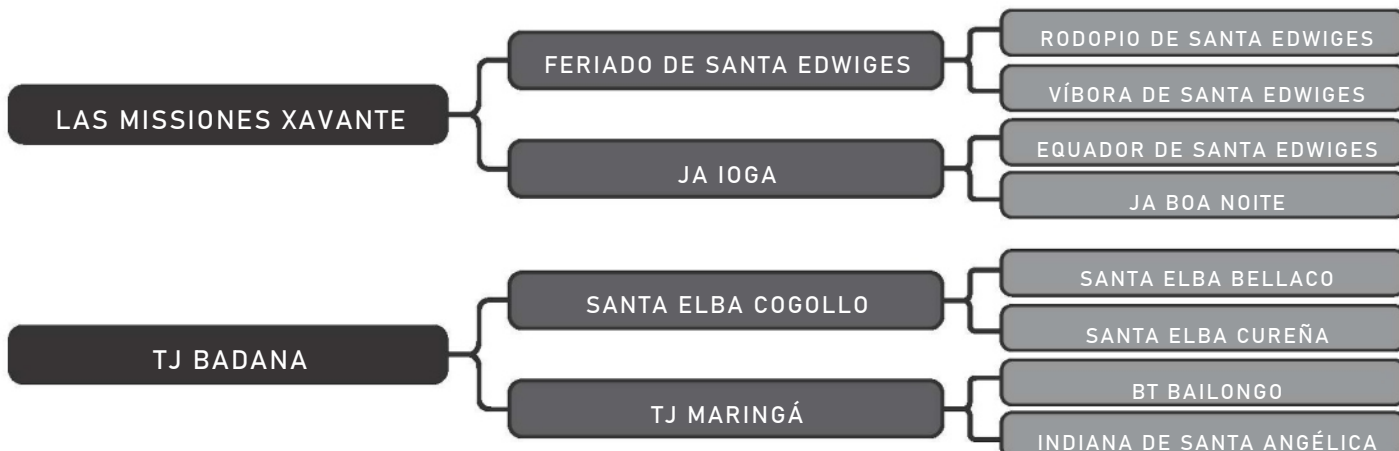 LAS MISSIONES XAVANTE
FERIADO DE SANTA EDWIGES
RODOPIO DE SANTA EDWIGES
VÍBORA DE SANTA EDWIGES
JA IOGA
EQUADOR DE SANTA EDWIGES
JA BOA NOITE
TJ BADANA
SANTA ELBA COGOLLO
SANTA ELBA BELLACO
SANTA ELBA CUREÑA
TJ MARINGÁ
BT BAILONGO
INDIANA DE SANTA ANGÉLICA